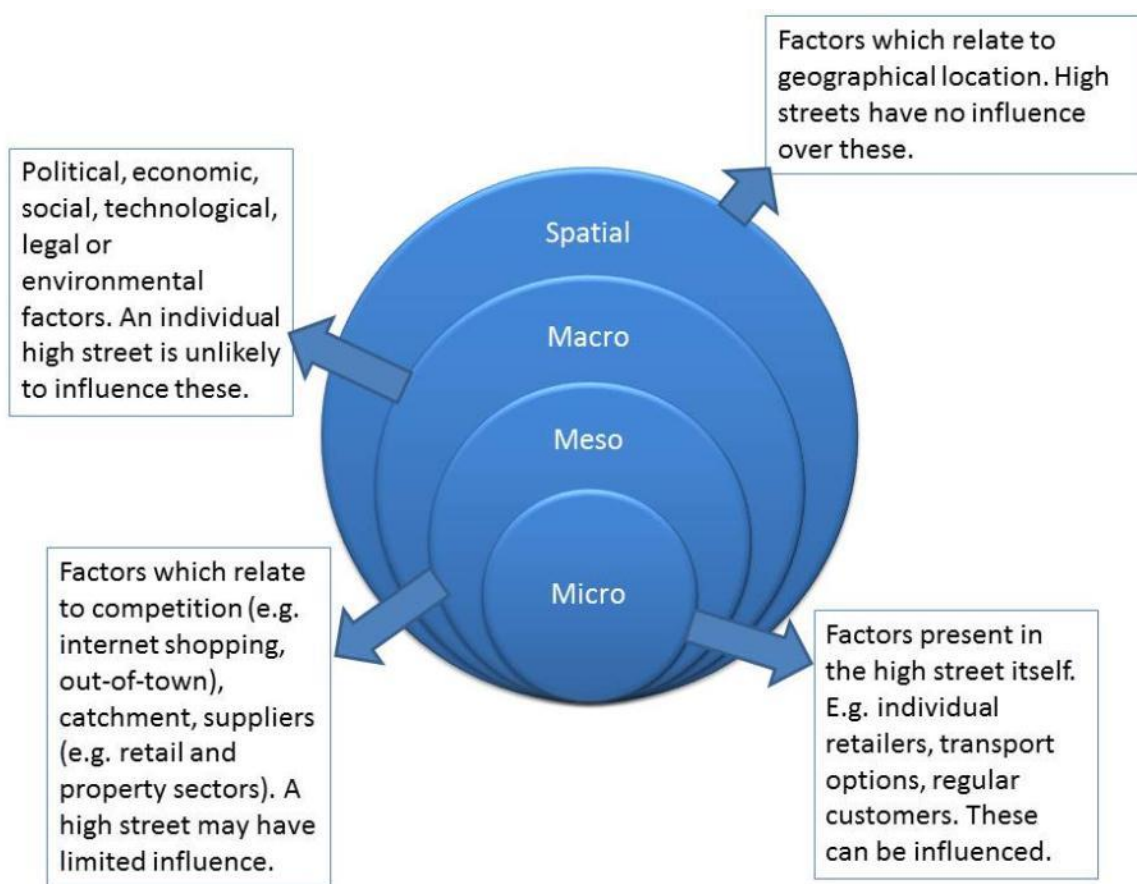 Factors which relate to
geographical location. High
streets have no influence
over these.
Political, economic,
social, technological,
legal or
environmental
factors. An individual
high street is unlikely
to influence these.
Spatial
Macro
Meso
Micro
Factors which relate
to competition (e.g.
internet shopping,
out-of-town),
catchment, suppliers
(e.g. retail and
property sectors). A
high street may have
limited influence.
Factors present in
the high street itself.
E.g. individual
retailers, transport
options, regular
customers. These
can be influenced.